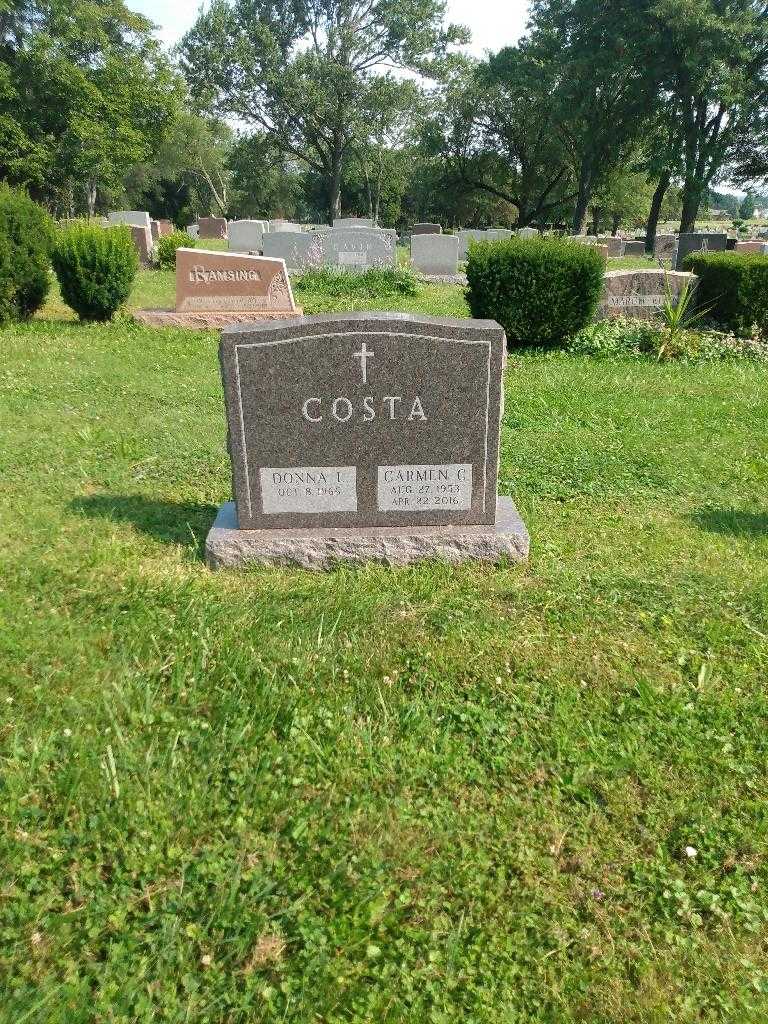 RAMSING
COSTA
DONNA L.
OCT. 8, 1965
CARMEN G.
AUG. 27, 1953
APR. 22, 2016